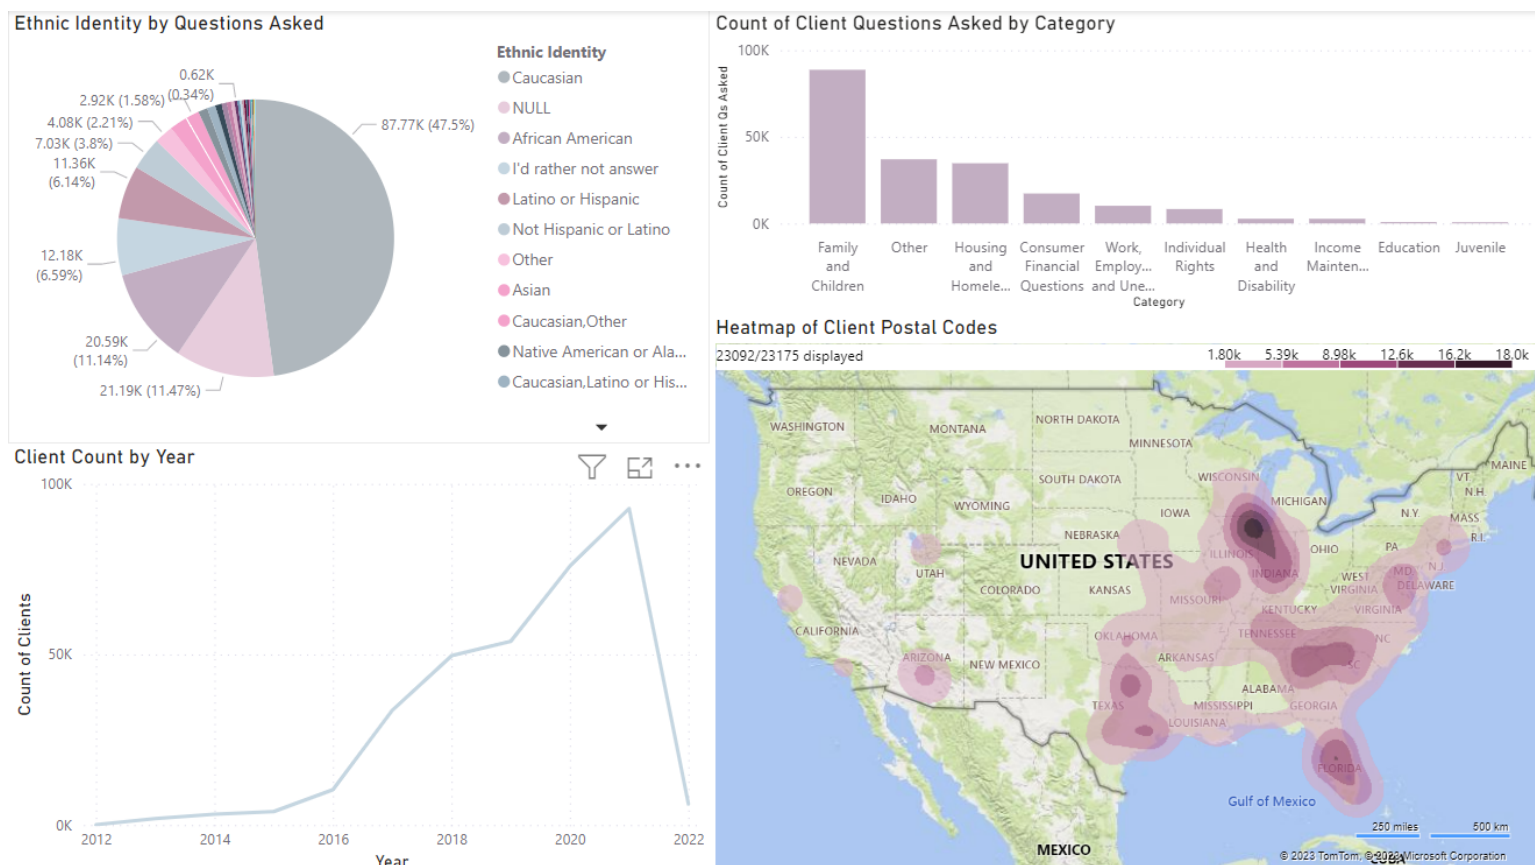 Ethnic Identity by Questions Asked
0.62K
(0.34%)
2.92K (1.58%)
4.08K (2.21%)
7.03K (3.8%)
11.36K
(6.14%)
12.18K
(6.59%)
20.59K
(11.14%)
21.19K (11.47%)
87.77K (47.5%)
Ethnic Identity
Caucasian
NULL
African American
I'd rather not answer
Latino or Hispanic
Not Hispanic or Latino
Other
Asian
Caucasian,Other
Native American or Ala...
Caucasian,Latino or His...
Count of Client Questions Asked by Category
Count of Client Qs Asked
100K
50K
0K
Family
and
Children
Other
Housing
and
Homele...
Consumer
Financial
Questions
Work,
Employ...
and Une...
Individual
Rights
Health
and
Disability
Income
Mainten...
Education
Juvenile
Category
Client Count by Year
Count of Clients
100K
50K
0K
2012
2014
2016
2018
2020
2022
Year
Heatmap of Client Postal Codes
23092/23175 displayed
1.80k 5.39k 8.98k 12.6k 16.2k 18.0k
WASHINGTON
MONTANA
NORTH DAKOTA
MINNESOTA
OREGON
IDAHO
WYOMING
SOUTH DAKOTA
WISCONSIN
MICHIGAN
VT.
MAINE
N.H.
IOWA
N.Y
MASS
R.I.
NEBRASKA
NEVADA
UTAH
UNITED STATES
ILLINOIS
OHIO
PA
N.J
COLORADO
KANSAS
MISSOURI
INDIANA
WEST
VIRGINIA
MD
DELAWARE
KENTUCKY
VIRGINIA
CALIFORNIA
ARIZONA
NEW MEXICO
OKLAHOMA
ARKANSAS
TENNESSEE
NC
SC
TEXAS
LOUISIANA
MISSISSIPPI
ALABAMA
GEORGIA
FLORIDA
Gulf of Mexico
MEXICO
CUBA
250 miles 500 km
© 2023 TomTom, © 2023 Microsoft Corporation